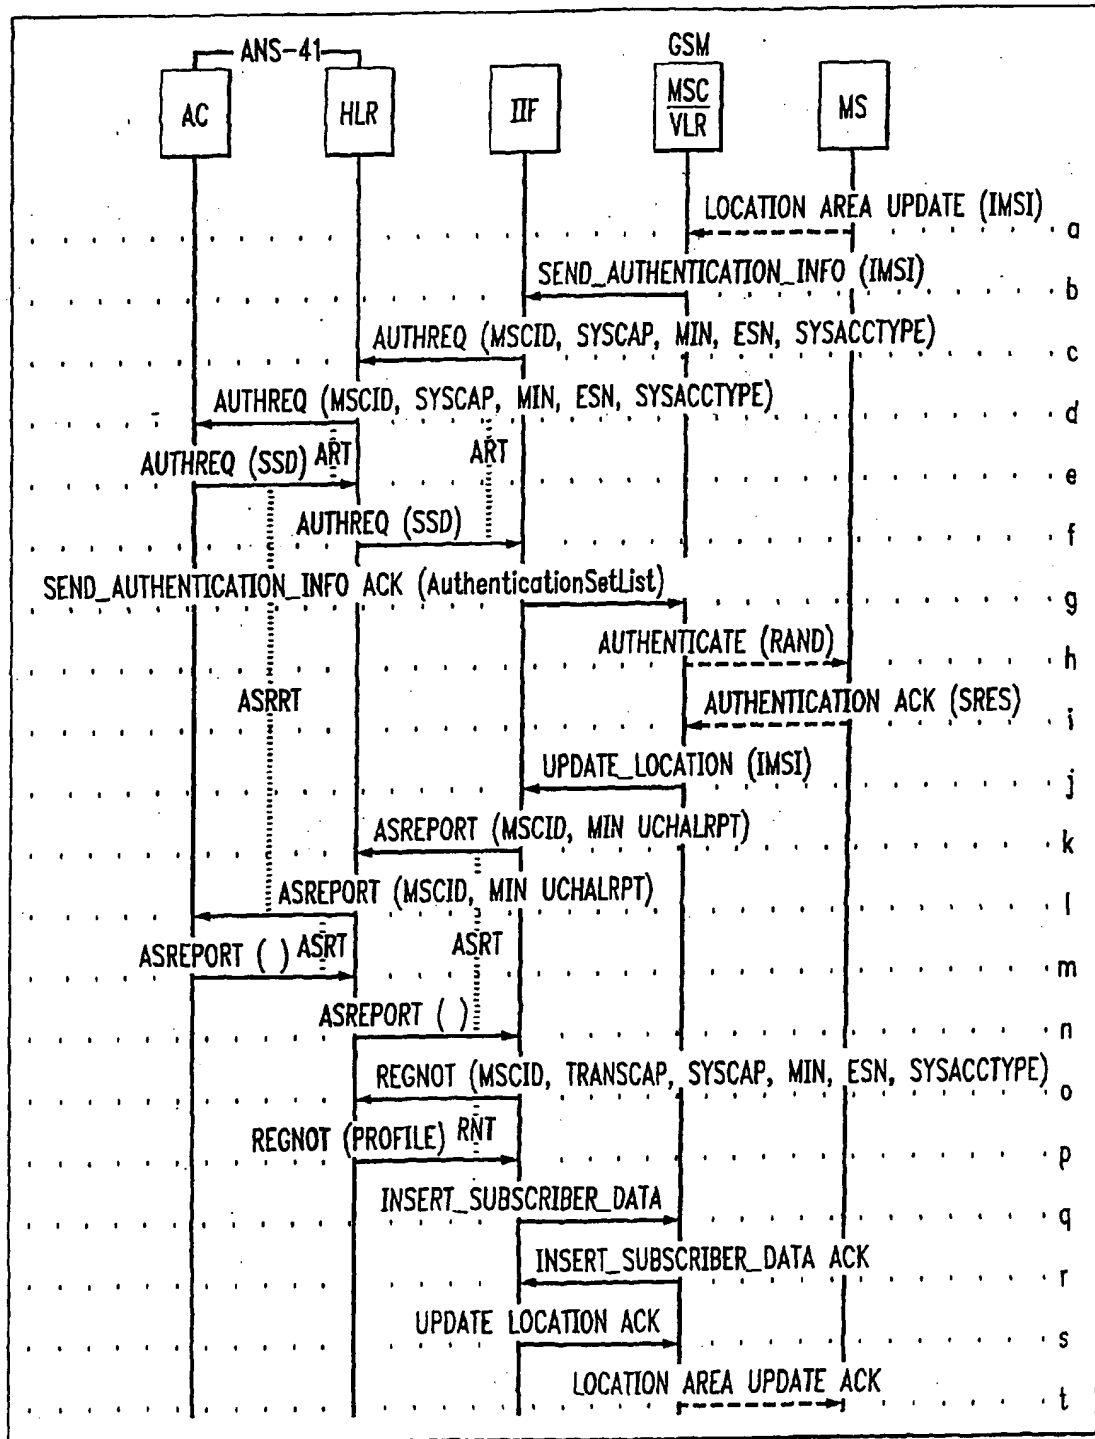 ANS-41
GSM
AC
HLR
IIF
MSC
VLR
MS
LOCATION AREA UPDATE (IMSI)
a
SEND_AUTHENTICATION_INFO (IMSI)
b
AUTHREQ (MSCID, SYSCAP, MIN, ESN, SYSACCTYPE)
c
AUTHREQ (MSCID, SYSCAP, MIN, ESN, SYSACCTYPE)
d
AUTHREQ (SSD)
ART
ART
e
AUTHREQ (SSD)
f
SEND_AUTHENTICATION_INFO ACK (AuthenticationSetList)
g
AUTHENTICATE (RAND)
h
ASRRT
AUTHENTICATION ACK (SRES)
i
UPDATE_LOCATION (IMSI)
j
ASREPORT (MSCID, MIN UCHALRPT)
k
ASREPORT (MSCID, MIN UCHALRPT)
l
ASREPORT ( )
ASRT
ASRT
m
ASREPORT ( )
n
REGNOT (MSCID, TRANSCAP, SYSCAP, MIN, ESN, SYSACCTYPE)
o
REGNOT (PROFILE)
RNT
p
INSERT_SUBSCRIBER_DATA
q
INSERT_SUBSCRIBER_DATA ACK
r
UPDATE LOCATION ACK
s
LOCATION AREA UPDATE ACK
t